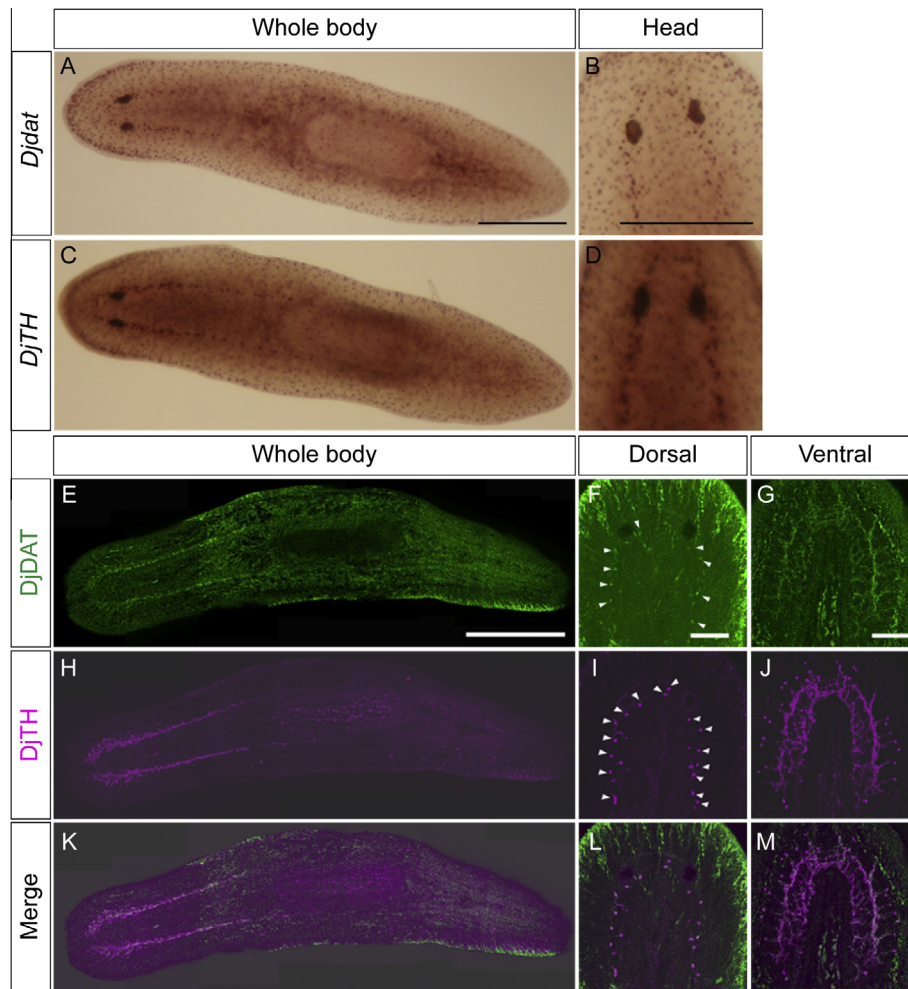 Whole body Head
Djdat
A B
DjTH
C D
Whole body Dorsal Ventral
DjDAT
E F G
DjTH
H I J
Merge
K L M